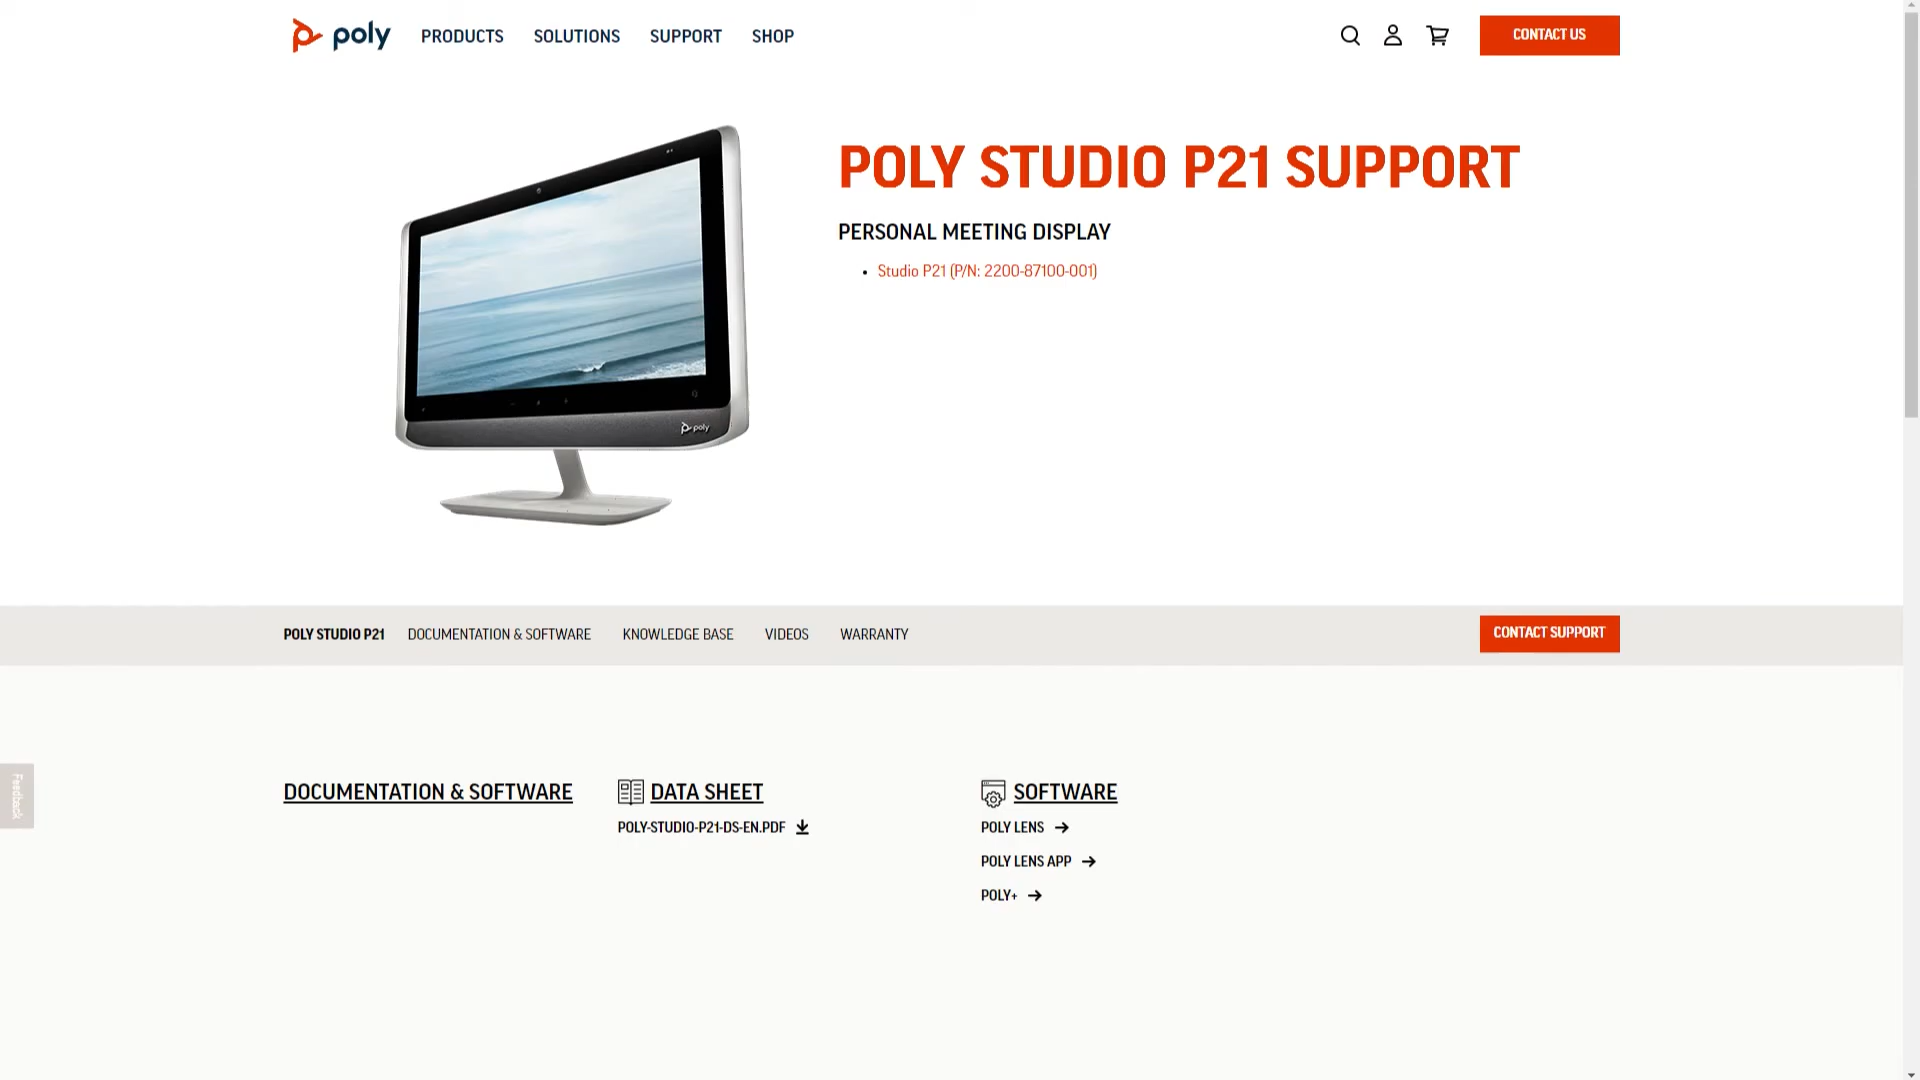 poly PRODUCTS SOLUTIONS SUPPORT SHOP CONTACT US
POLY STUDIO P21 SUPPORT
PERSONAL MEETING DISPLAY
• Studio P21 (P/N: 2200-87100-001)
poly
POLY STUDIO P21 DOCUMENTATION & SOFTWARE KNOWLEDGE BASE VIDEOS WARRANTY CONTACT SUPPORT
Feedback
DOCUMENTATION & SOFTWARE DATA SHEET SOFTWARE
POLY-STUDIO-P21-DS-EN.PDF POLY LENS
POLY LENS APP
POLY+